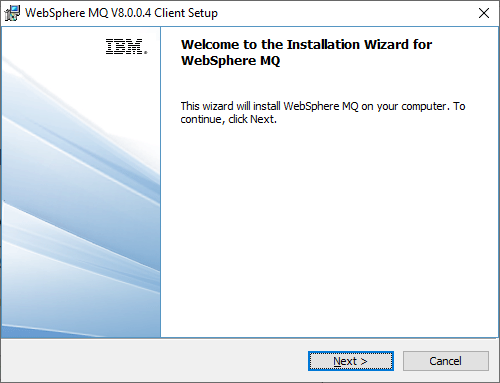 WebSphere MQ V8.0.0.4 Client Setup
IBM.
Welcome to the Installation Wizard for
WebSphere MQ
This wizard will install WebSphere MQ on your computer. To
continue, click Next.
Next >
Cancel